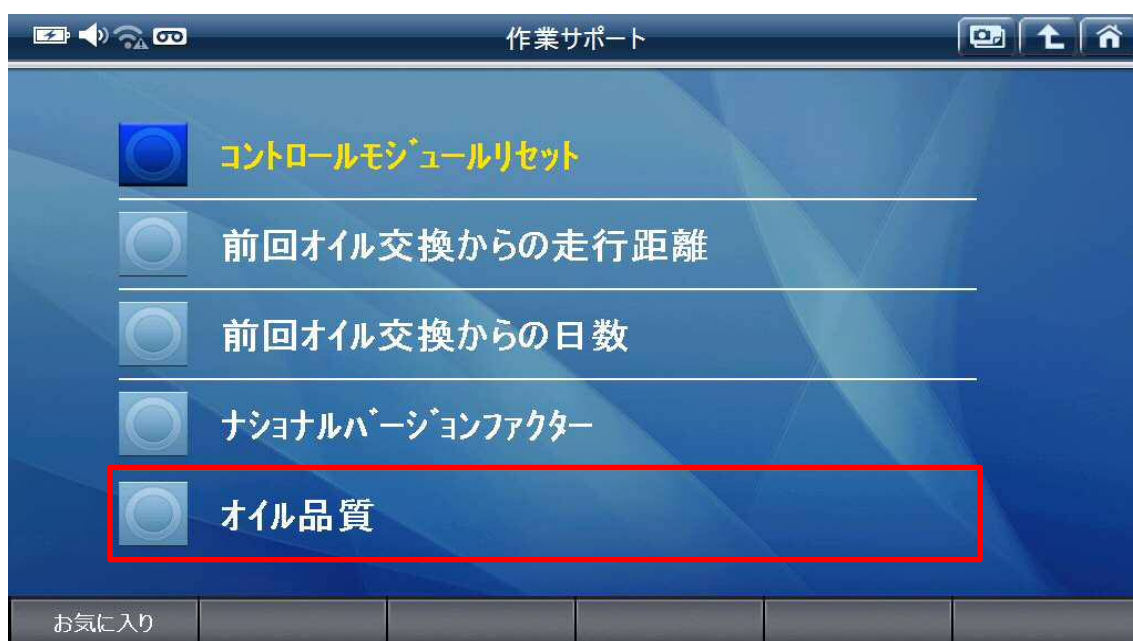 作業サポート
コントロールモジュールリセット
前回オイル交換からの走行距離
前回オイル交換からの日数
ナショナルバージョンファクター
オイル品質
お気に入り